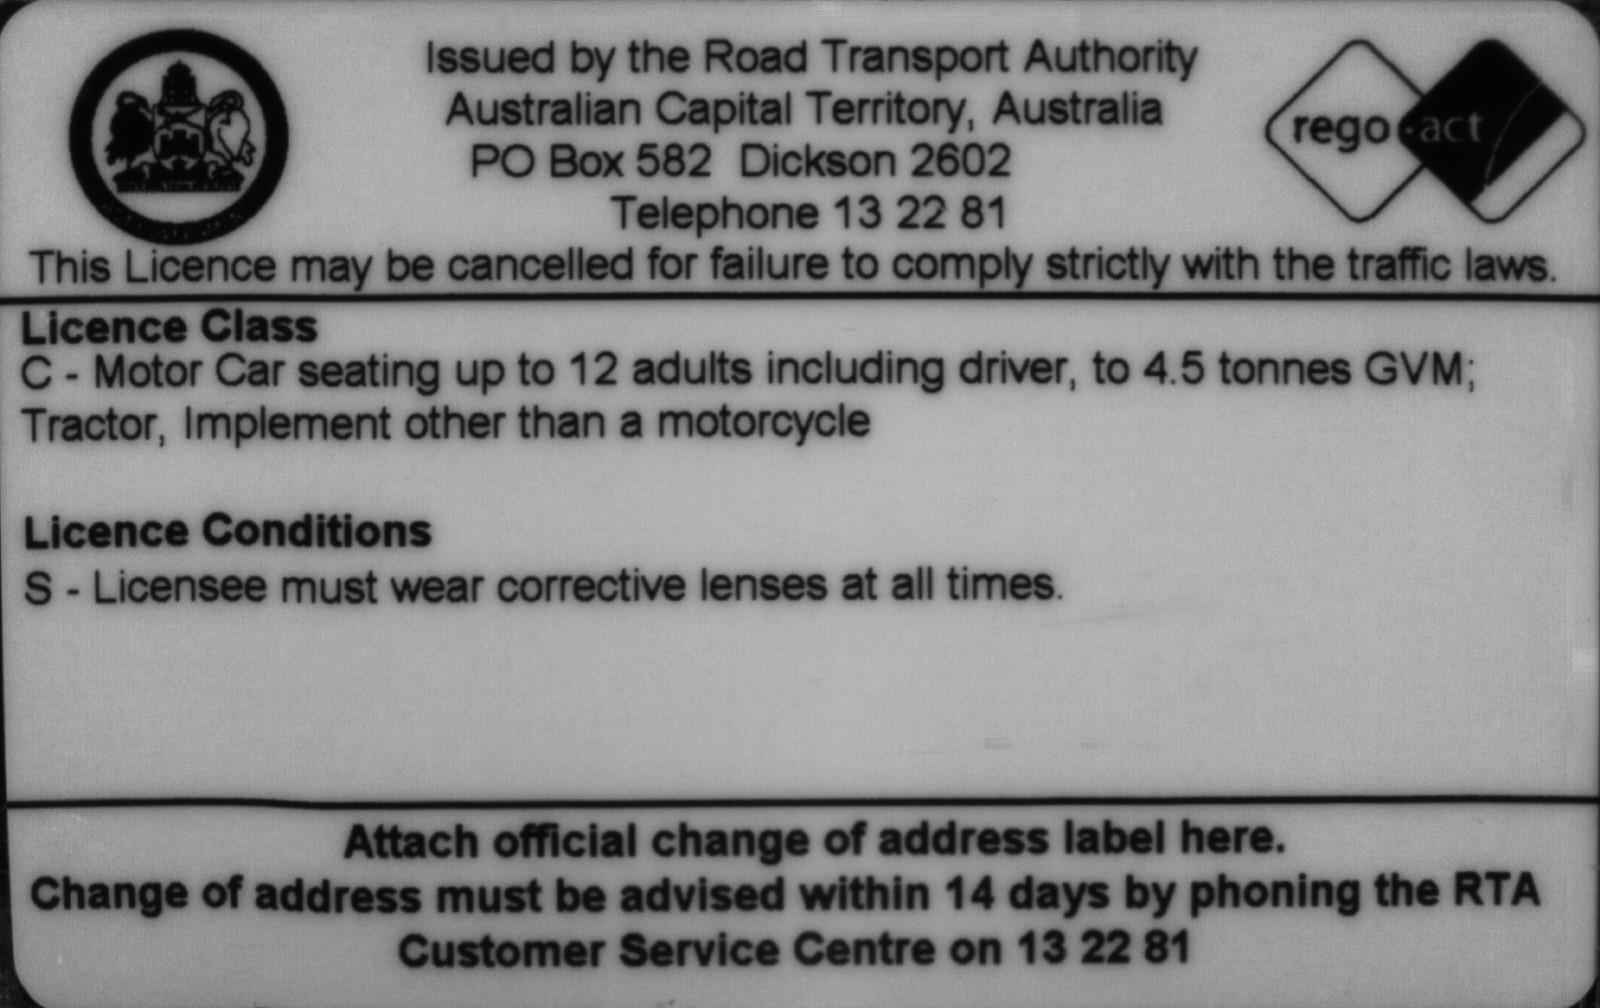 Issued by the Road Transport Authority
Australian Capital Territory, Australia
PO Box 582 Dickson 2602
Telephone 13 22 81
rego act
This Licence may be cancelled for failure to comply strictly with the traffic laws.
Licence Class
C - Motor Car seating up to 12 adults including driver, to 4.5 tonnes GVM;
Tractor, Implement other than a motorcycle
Licence Conditions
S - Licensee must wear corrective lenses at all times.
Attach official change of address label here.
Change of address must be advised within 14 days by phoning the RTA
Customer Service Centre on 13 22 81